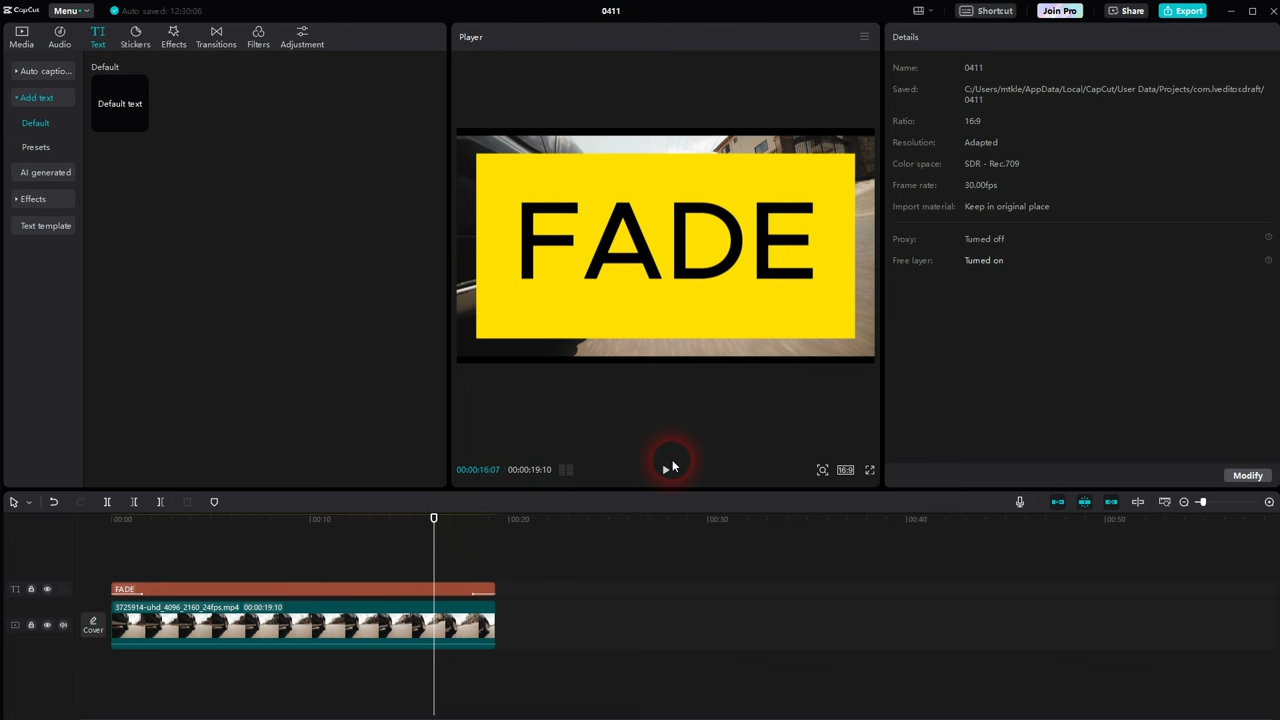 CapCut
Menu
Auto saved: 12:30:06
0411
Shortcut
Join Pro
Share
Export
Media
Audio
Text
Stickers
Effects
Transitions
Filters
Adjustment
Auto captio...
Add text
Default
Presets
AI generated
Effects
Text template
Default
Default text
Player
FADE
00:00:16:07
00:00:19:10
16:9
Details
Name:
0411
Saved:
C:/Users/mtkle/AppData/Local/CapCut/User Data/Projects/com.lveditor.draft/
0411
Ratio:
16:9
Resolution:
Adapted
Color space:
SDR - Rec.709
Frame rate:
30.00fps
Import material:
Keep in original place
Proxy:
Turned off
Free layer:
Turned on
Modify
00:00
00:10
00:20
00:30
00:40
00:50
TI
FADE
3725914-uhd_4096_2160_24fps.mp4 00:00:19:10
Cover